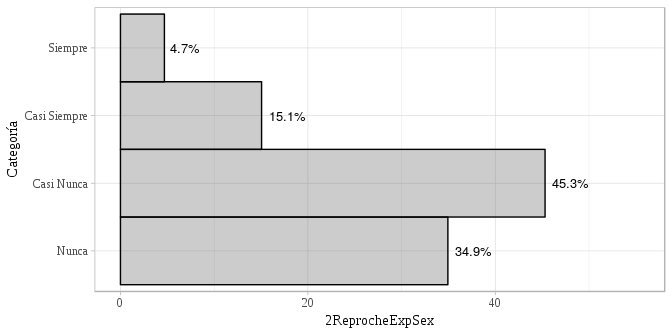 Categoría
Siempre
4.7%
Casi Siempre
15.1%
Casi Nunca
45.3%
Nunca
34.9%
0
20
40
2ReprocheExpSex